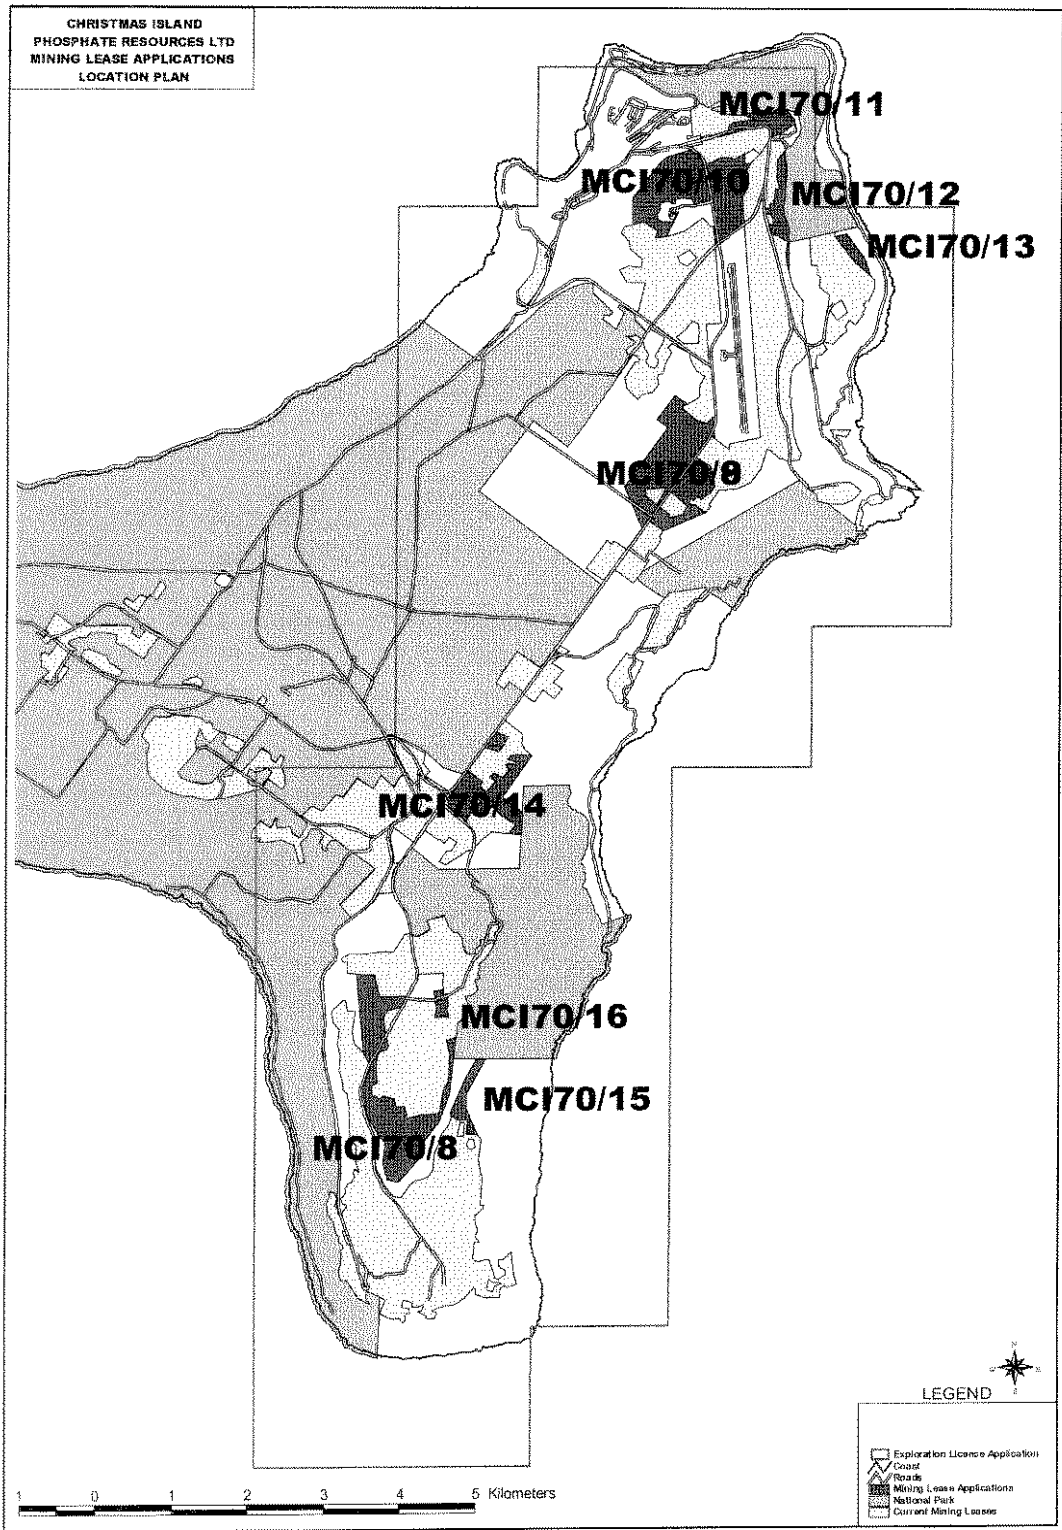 CHRISTMAS ISLAND
PHOSPHATE RESOURCES LTD
MINING LEASE APPLICATIONS
LOCATION PLAN
MCI70/11
MCI70/10
MCI70/12
MCI70/13
MCI70/9
MCI70/14
MCI70/16
MCI70/15
MCI70/8
N
S
LEGEND
Exploration License Application
Coast
Roads
Mining Lease Applications
National Park
Current Mining Leases
1 0 1 2 3 4 5 Kilometers